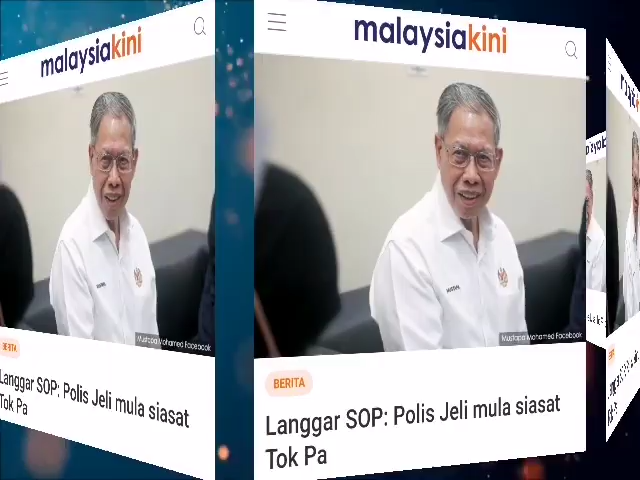 malaysiakini
Mustapa Mohamed Facebook
BERITA
Langgar SOP: Polis Jeli mula siasat
Tok Pa
malaysiakini
Mustapa Mohamed Facebook
BERITA
Langgar SOP: Polis Jeli mula siasat
Tok Pa